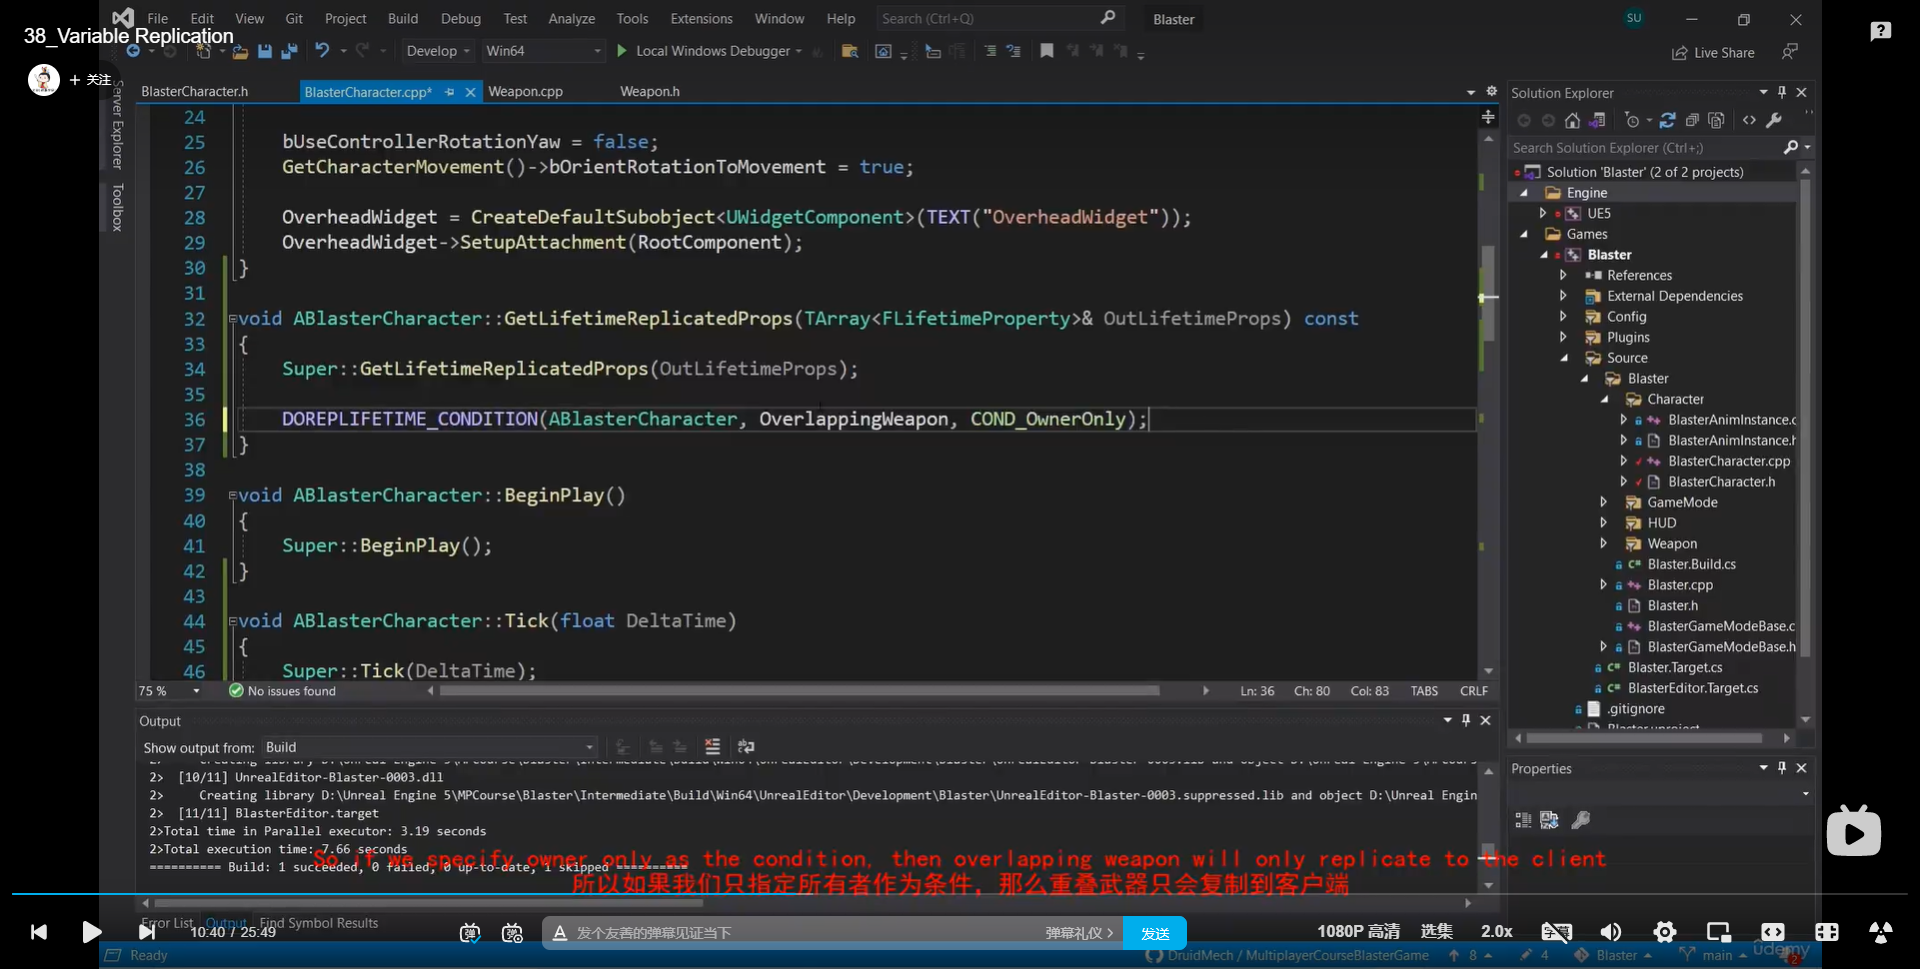 File Edit View Git Project Build Debug Test Analyze Tools Extensions Window Help Search (Ctrl+Q) Blaster SU
38_Variable Replication
Develop Win64 Local Windows Debugger Live Share
+ 关注
BlasterCharacter.h BlasterCharacter.cpp* Weapon.cpp Weapon.h
Server Explorer
Toolbox
24
25 bUseControllerRotationYaw = false;
26 GetCharacterMovement()->bOrientRotationToMovement = true;
27
28 OverheadWidget = CreateDefaultSubobject<UWidgetComponent>(TEXT("OverheadWidget"));
29 OverheadWidget->SetupAttachment(RootComponent);
30 }
31
32 void ABlasterCharacter::GetLifetimeReplicatedProps(TArray<FLifetimeProperty>& OutLifetimeProps) const
33 {
34 Super::GetLifetimeReplicatedProps(OutLifetimeProps);
35
36 DOREPLIFETIME_CONDITION(ABlasterCharacter, OverlappingWeapon, COND_OwnerOnly);
37 }
38
39 void ABlasterCharacter::BeginPlay()
40 {
41 Super::BeginPlay();
42 }
43
44 void ABlasterCharacter::Tick(float DeltaTime)
45 {
46 Super::Tick(DeltaTime);
75 % No issues found Ln: 36 Ch: 80 Col: 83 TABS CRLF
Solution Explorer
Search Solution Explorer (Ctrl+;)
Solution 'Blaster' (2 of 2 projects)
Engine
UE5
Games
Blaster
References
External Dependencies
Config
Plugins
Source
Blaster
Character
BlasterAnimInstance.c
BlasterAnimInstance.h
BlasterCharacter.cpp
BlasterCharacter.h
GameMode
HUD
Weapon
Blaster.Build.cs
Blaster.cpp
Blaster.h
BlasterGameModeBase.c
BlasterGameModeBase.h
Blaster.Target.cs
BlasterEditor.Target.cs
.gitignore
Blaster.uproject
Properties
Output
Show output from: Build
2> [10/11] UnrealEditor-Blaster-0003.dll
2> Creating library D:\Unreal Engine 5\MPCourse\Blaster\Intermediate\Build\Win64\UnrealEditor\Development\Blaster\UnrealEditor-Blaster-0003.suppressed.lib and object D:\Unreal Engin
2> [11/11] BlasterEditor.target
2>Total time in Parallel executor: 3.19 seconds
2>Total execution time: 7.66 seconds
========== Build: 1 succeeded, 0 failed, 0 up-to-date, 1 skipped ==========
So if we specify owner only as the condition, then overlapping weapon will only replicate to the client
所以如果我们只指定所有者作为条件，那么重叠武器只会复制到客户端
Error List Output Find Symbol Results
10:40 / 25:49 弹 弹 A 发个友善的弹幕见证当下 弹幕礼仪 > 发送 1080P 高清 选集 2.0x 字幕
Ready DruidMech / MultiplayerCourseBlasterGame 8 4 Blaster main 2
ûdemy